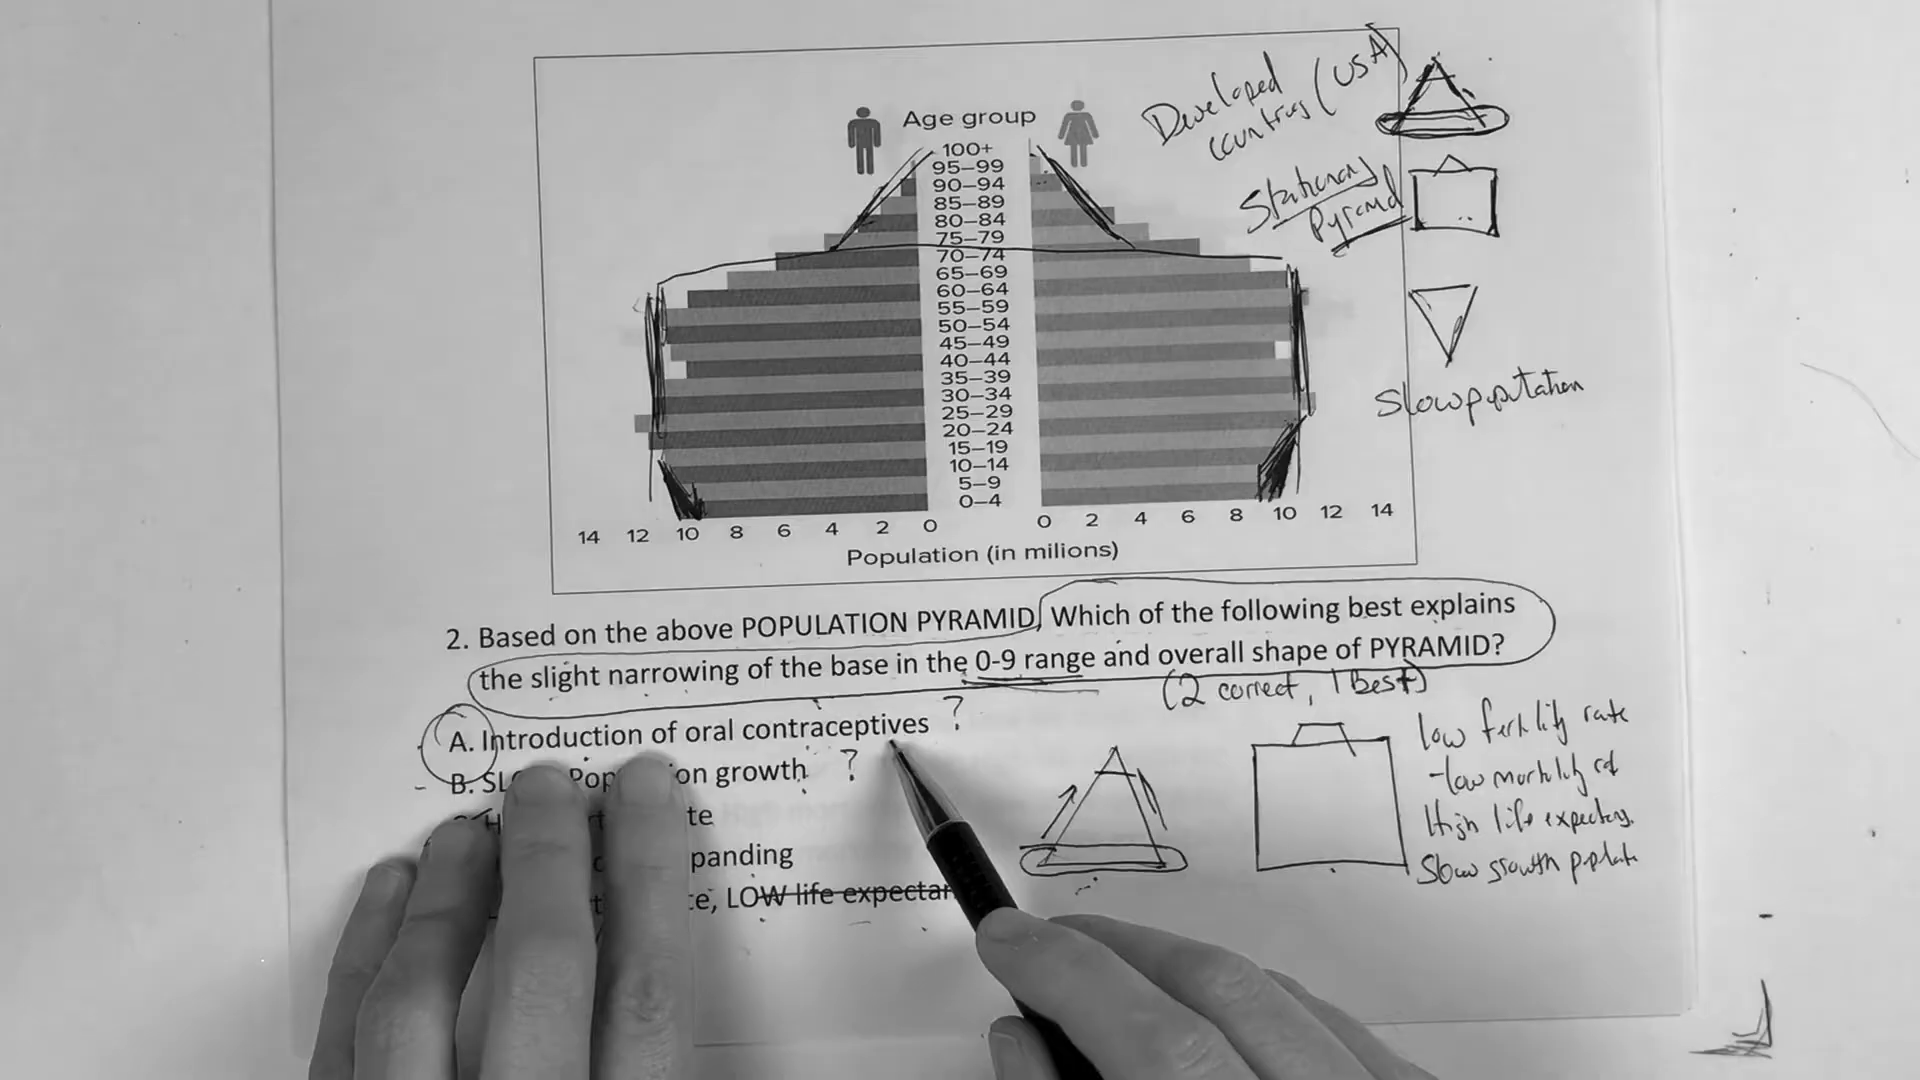 Age group
100+
95–99
90–94
85–89
80–84
75–79
70–74
65–69
60–64
55–59
50–54
45–49
40–44
35–39
30–34
25–29
20–24
15–19
10–14
5–9
0–4
14 12 10 8 6 4 2 0 0 2 4 6 8 10 12 14
Population (in milions)
Developed
countries (USA)
Stationary
Pyramid
Slow population
2. Based on the above POPULATION PYRAMID, Which of the following best explains
the slight narrowing of the base in the 0-9 range and overall shape of PYRAMID?
(2 correct, 1 Best)
A. Introduction of oral contraceptives ?
B. growth ?
te
panding
LOW life
low fertility rate
-low mortality
High life expectancy.
Slow growth